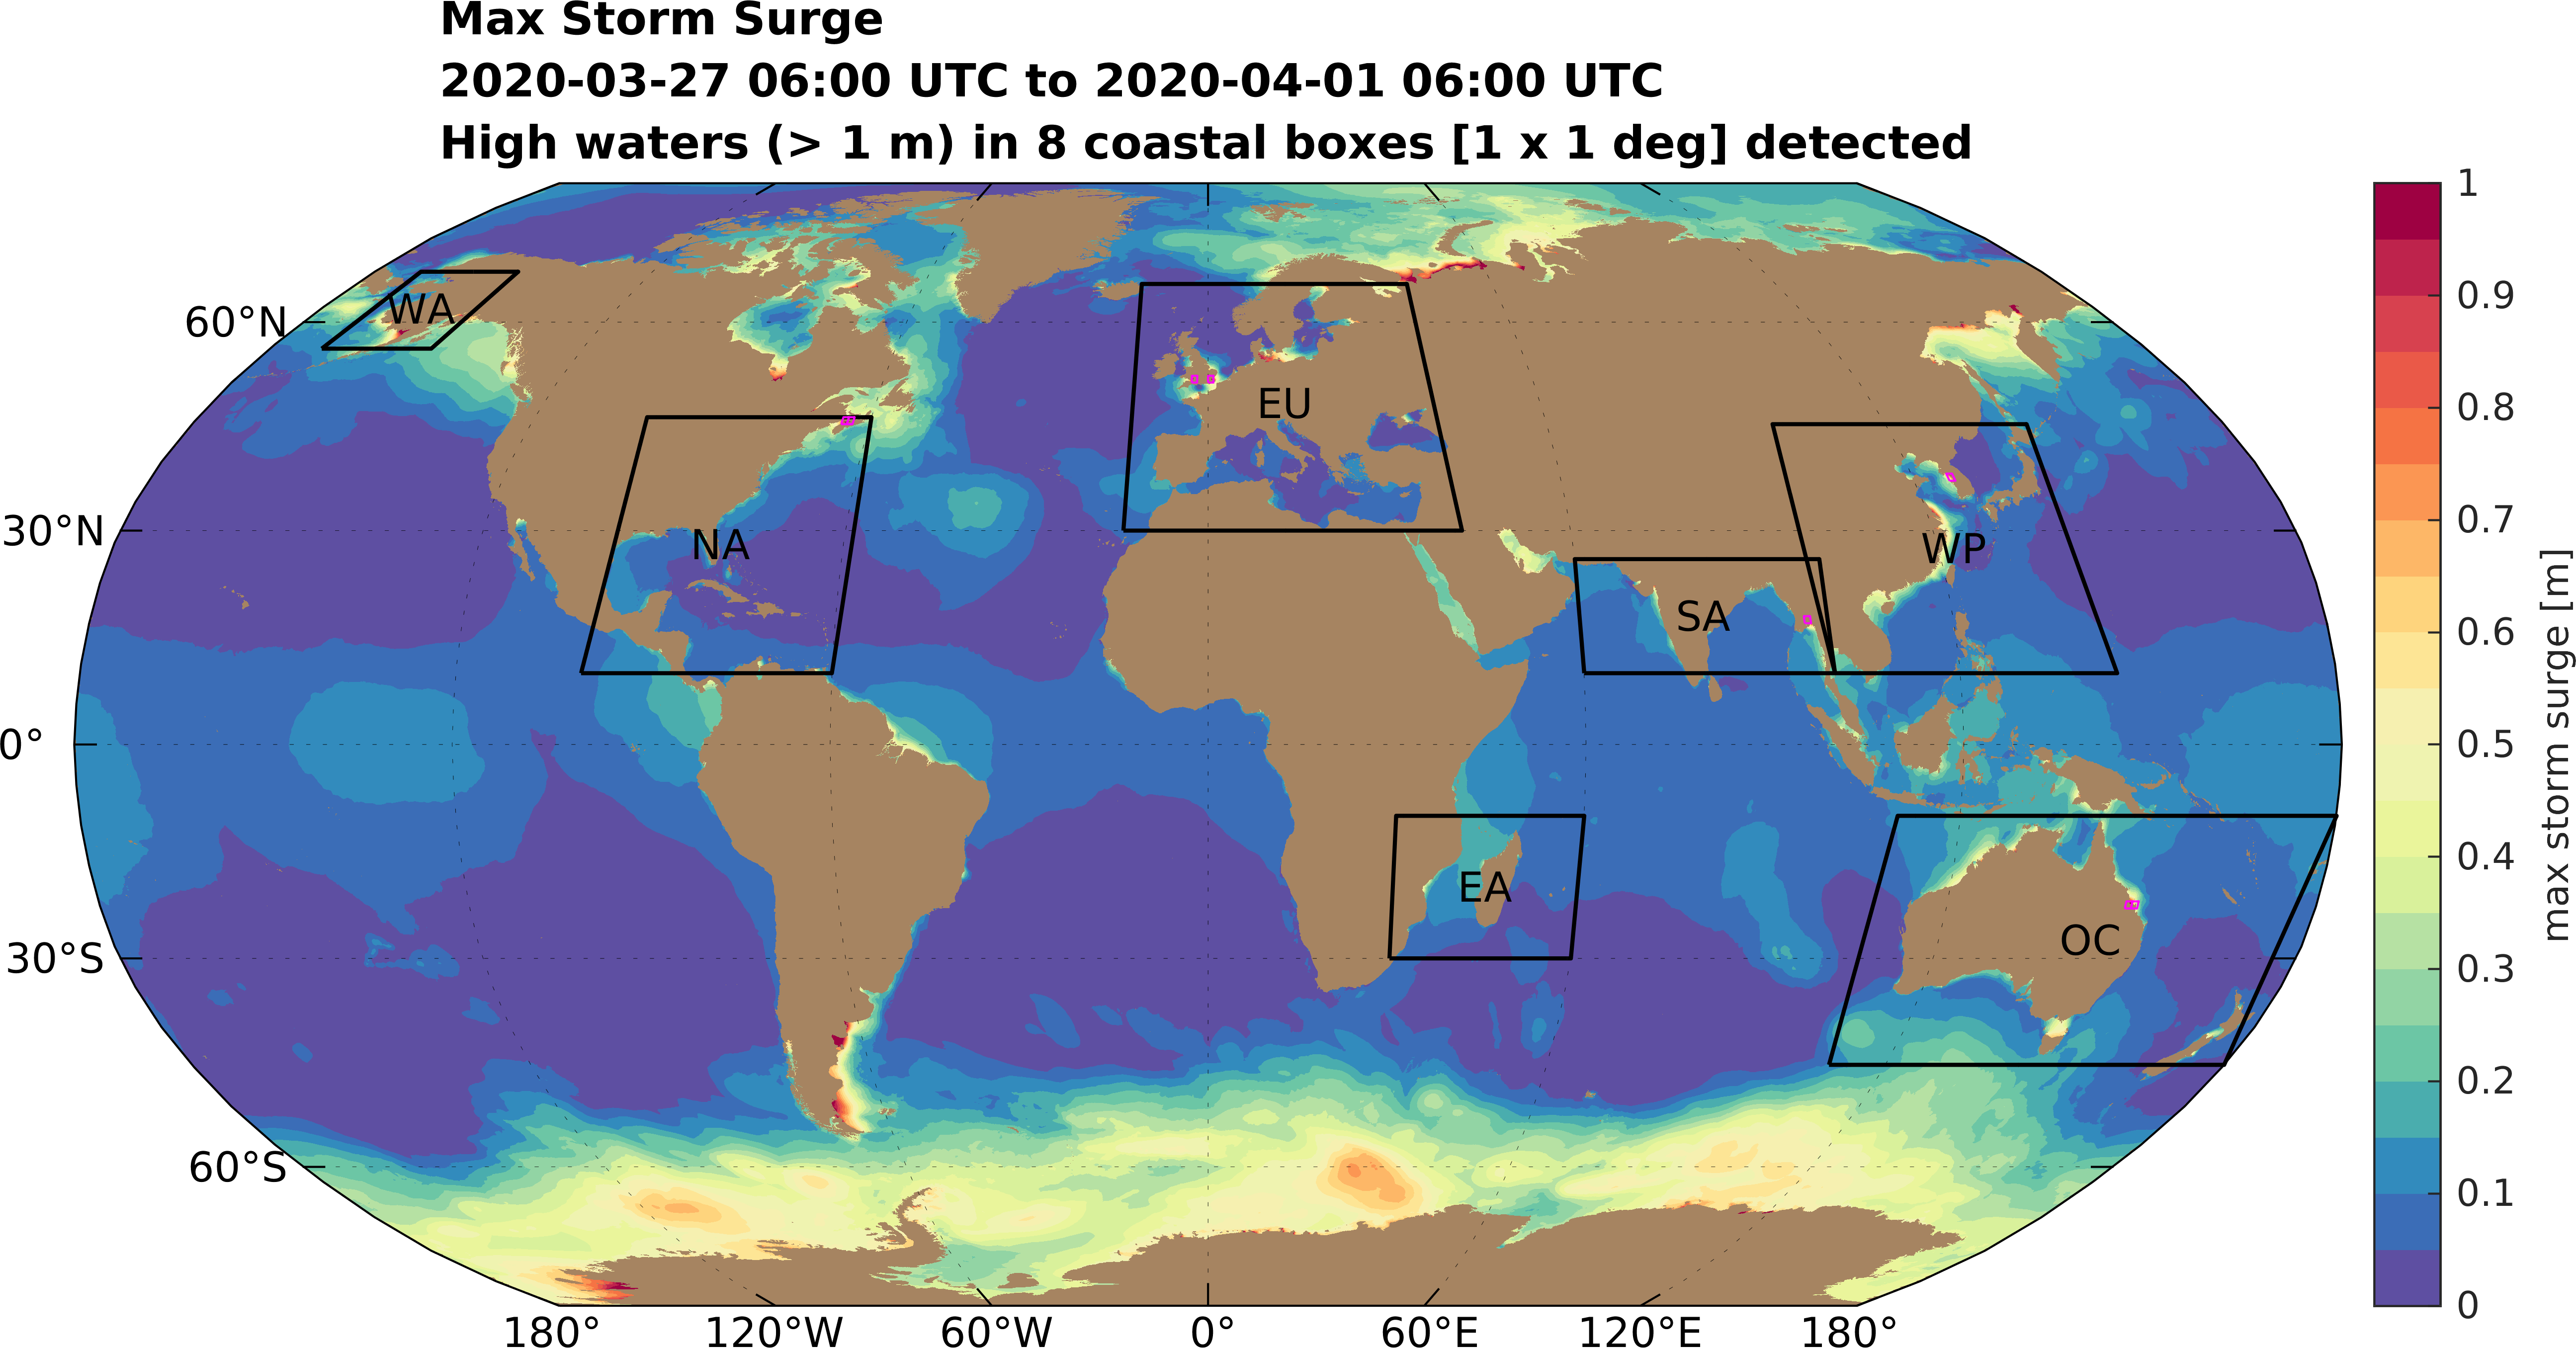 Max Storm Surge
2020-03-27 06:00 UTC to 2020-04-01 06:00 UTC
High waters (> 1 m) in 8 coastal boxes [1 x 1 deg] detected
WA
60°N
EU
NA
30°N
WP
SA
0°
EA
OC
30°S
60°S
180°
120°W
60°W
0°
60°E
120°E
180°
1
0.9
0.8
0.7
0.6
0.5
0.4
0.3
0.2
0.1
0
max storm surge [m]